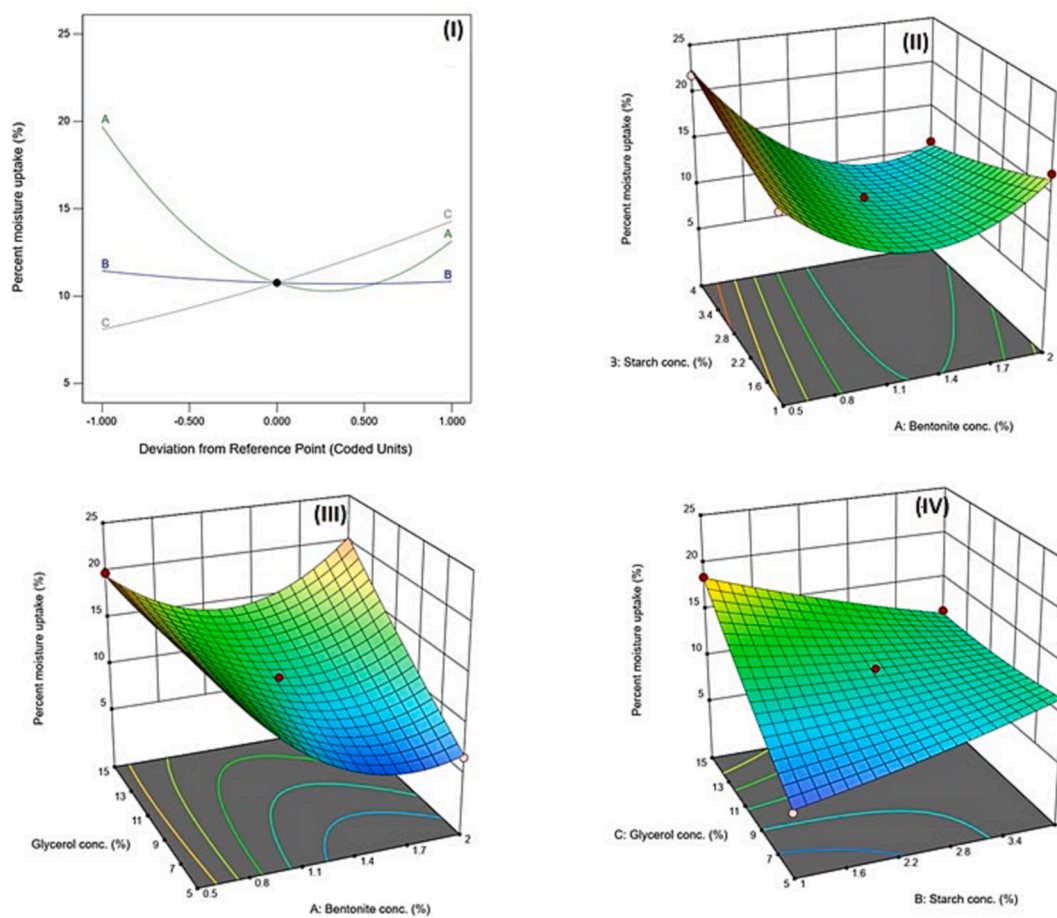 (I)
25
20
15
10
5
Percent moisture uptake (%)
A
B
C
C
A
B
-1.000 -0.500 0.000 0.500 1.000
Deviation from Reference Point (Coded Units)
(II)
25
20
15
10
5
Percent moisture uptake (%)
4
3.4
2.8
2.2
1.6
1
3: Starch conc. (%)
0.5
0.8
1.1
1.4
1.7
2
A: Bentonite conc. (%)
(III)
25
20
15
10
5
Percent moisture uptake (%)
15
13
11
9
7
5
Glycerol conc. (%)
0.5
0.8
1.1
1.4
1.7
2
A: Bentonite conc. (%)
(IV)
25
20
15
10
5
Percent moisture uptake (%)
15
13
11
9
7
5
C: Glycerol conc. (%)
1
1.6
2.2
2.8
3.4
B: Starch conc. (%)